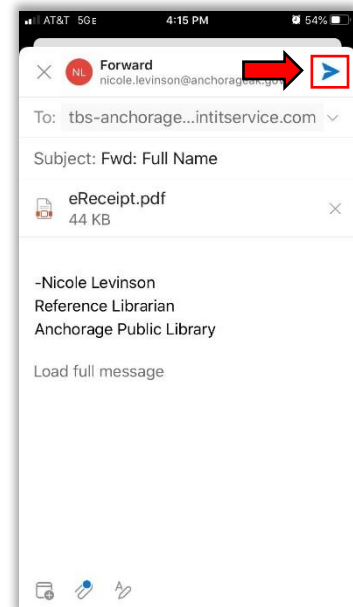 AT&T 5GE 4:15 PM 54%
NL Forward
nicole.levinson@anchorageak.gov
To: tbs-anchorage...intitservice.com
Subject: Fwd: Full Name
eReceipt.pdf
44 KB
-Nicole Levinson
Reference Librarian
Anchorage Public Library
Load full message